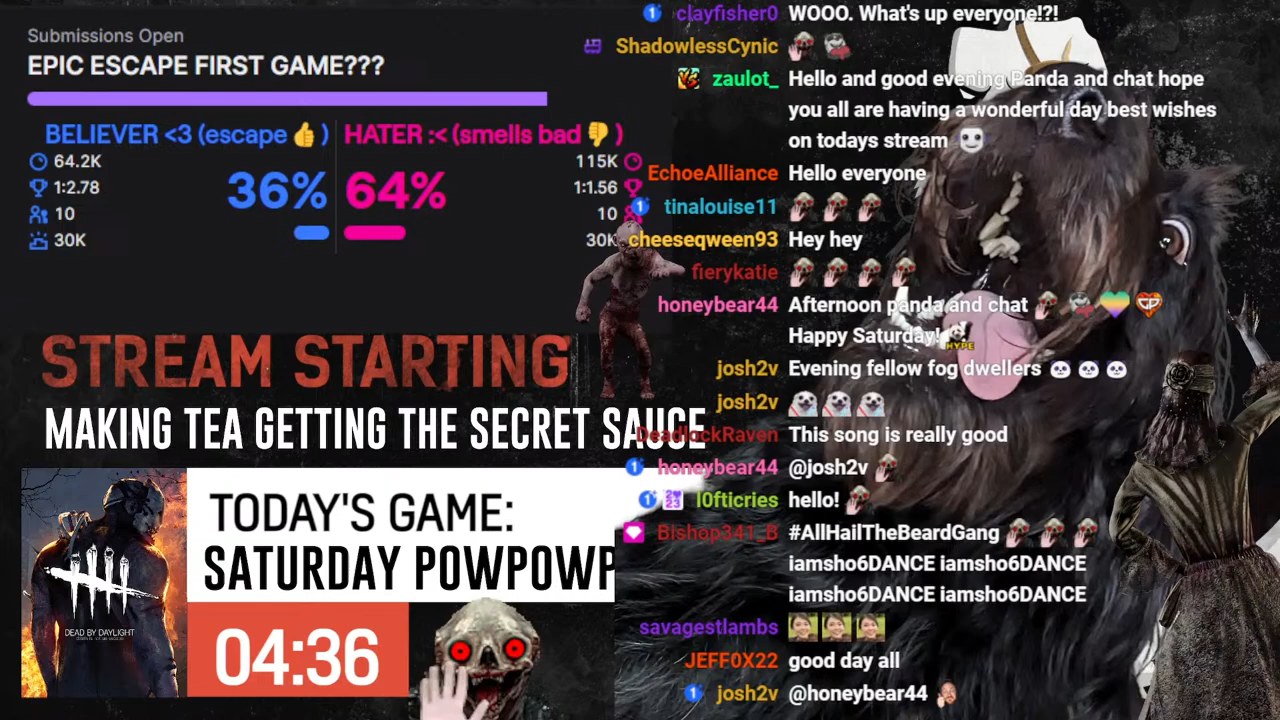 Submissions Open
EPIC ESCAPE FIRST GAME???
BELIEVER <3 (escape 👍)
HATER :< (smells bad 👎)
64.2K
1:2.78
10
30K
36%
64%
115K
1:1.56
10
30K
STREAM STARTING
MAKING TEA GETTING THE SECRET SAUCE
DEAD BY DAYLIGHT
TODAY'S GAME:
SATURDAY POWPOWP
04:36
clayfisher0 WOOO. What's up everyone!?!
ShadowlessCynic
zaulot_ Hello and good evening Panda and chat hope
you all are having a wonderful day best wishes
on todays stream
EchoeAlliance Hello everyone
tinalouise11
cheeseqween93 Hey hey
fierykatie
honeybear44 Afternoon panda and chat
Happy Saturday! HYPE
josh2v Evening fellow fog dwellers
josh2v
DeadlockRaven This song is really good
honeybear44 @josh2v
l0fticries hello!
Bishop341_B #AllHailTheBeardGang
iamsho6DANCE iamsho6DANCE
iamsho6DANCE iamsho6DANCE
savagestlambs
JEFF0X22 good day all
josh2v @honeybear44